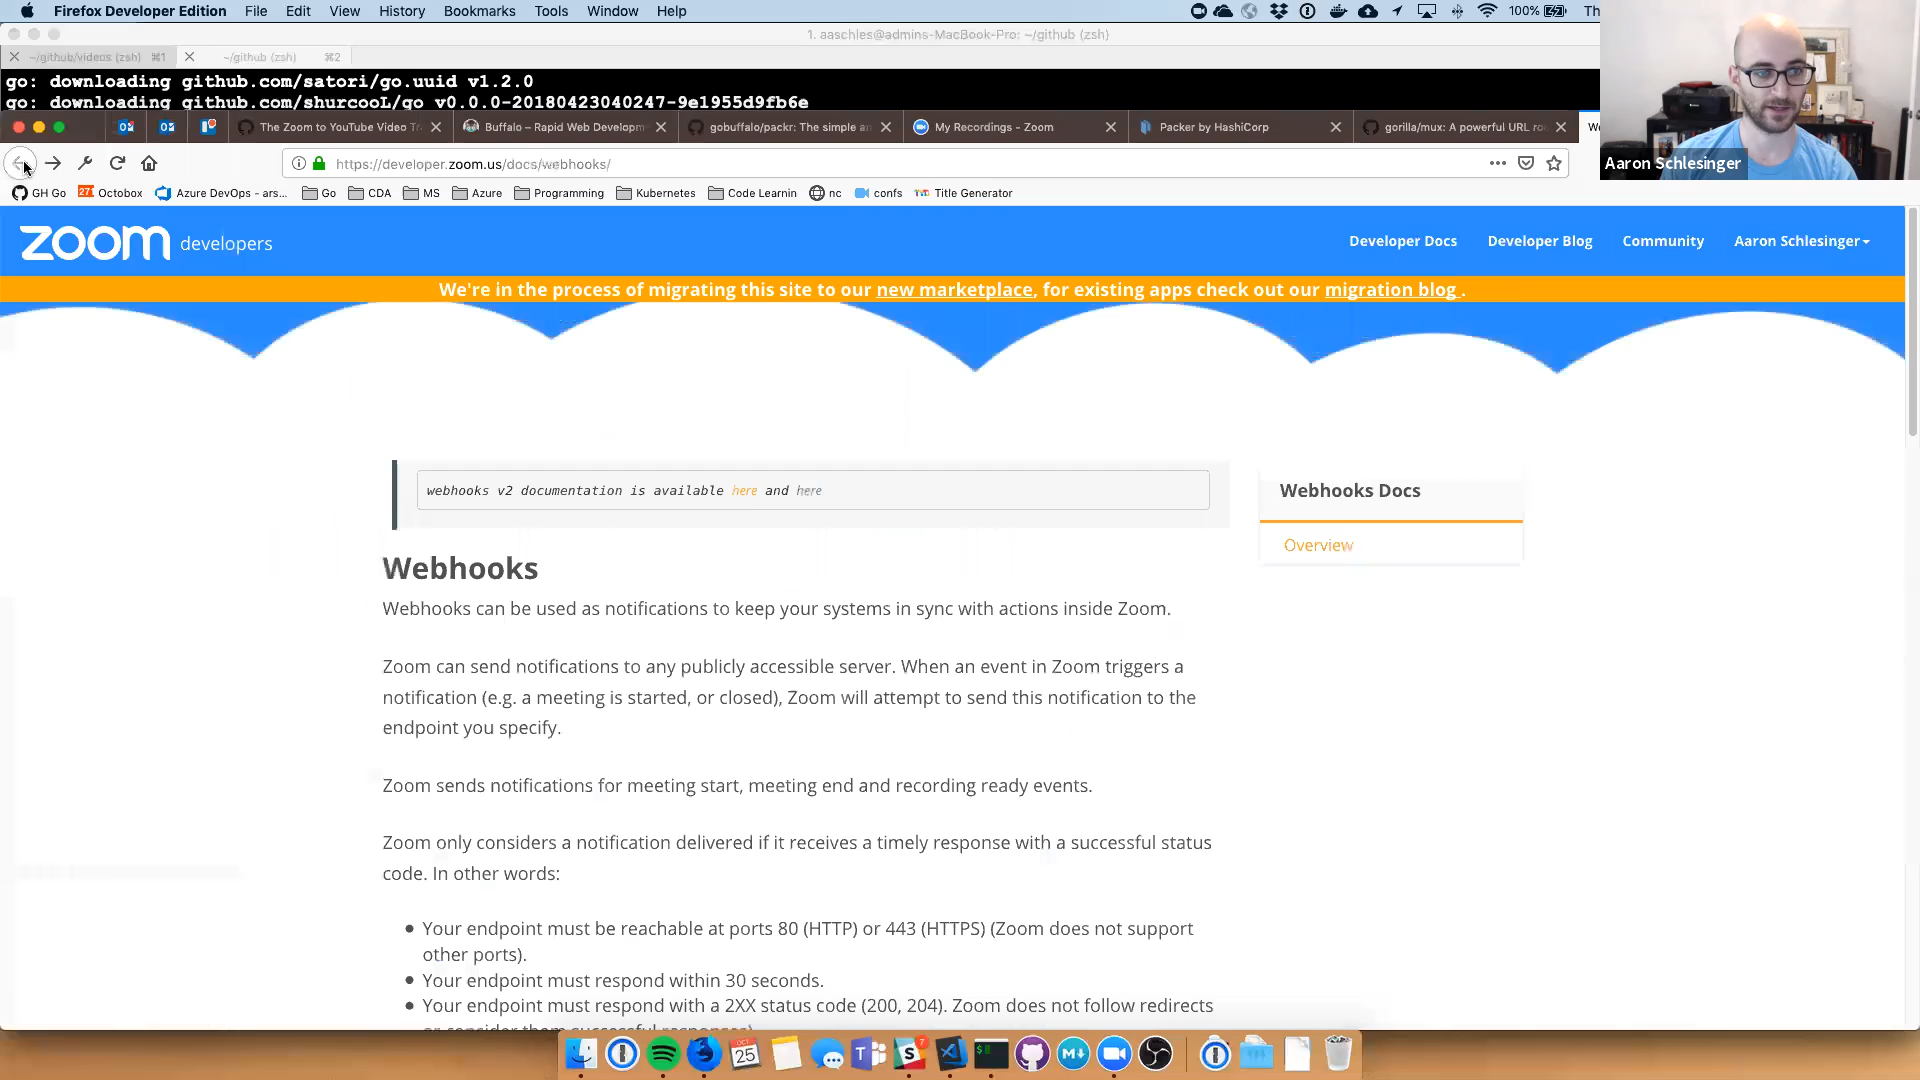 Firefox Developer Edition File Edit View History Bookmarks Tools Window Help 100% Th
1. aaschles@admins-MacBook-Pro: ~/github (zsh)
~/github/videos (zsh) ⌘1 ~/github (zsh) ⌘2
go: downloading github.com/satori/go.uuid v1.2.0
go: downloading github.com/shurcooL/go v0.0.0-20180423040247-9e1955d9fb6e
The Zoom to YouTube Video Tr Buffalo – Rapid Web Developm gobuffalo/packr: The simple an My Recordings - Zoom Packer by HashiCorp gorilla/mux: A powerful URL ro
https://developer.zoom.us/docs/webhooks/
Aaron Schlesinger
GH Go 271 Octobox Azure DevOps - ars... Go CDA MS Azure Programming Kubernetes Code Learnin nc confs Title Generator
zoom developers Developer Docs Developer Blog Community Aaron Schlesinger
We're in the process of migrating this site to our new marketplace, for existing apps check out our migration blog .
webhooks v2 documentation is available here and here
Webhooks Docs
Overview
Webhooks
Webhooks can be used as notifications to keep your systems in sync with actions inside Zoom.
Zoom can send notifications to any publicly accessible server. When an event in Zoom triggers a
notification (e.g. a meeting is started, or closed), Zoom will attempt to send this notification to the
endpoint you specify.
Zoom sends notifications for meeting start, meeting end and recording ready events.
Zoom only considers a notification delivered if it receives a timely response with a successful status
code. In other words:
Your endpoint must be reachable at ports 80 (HTTP) or 443 (HTTPS) (Zoom does not support
other ports).
Your endpoint must respond within 30 seconds.
Your endpoint must respond with a 2XX status code (200, 204). Zoom does not follow redirects
or consider them successful responses)
OCT
25
7